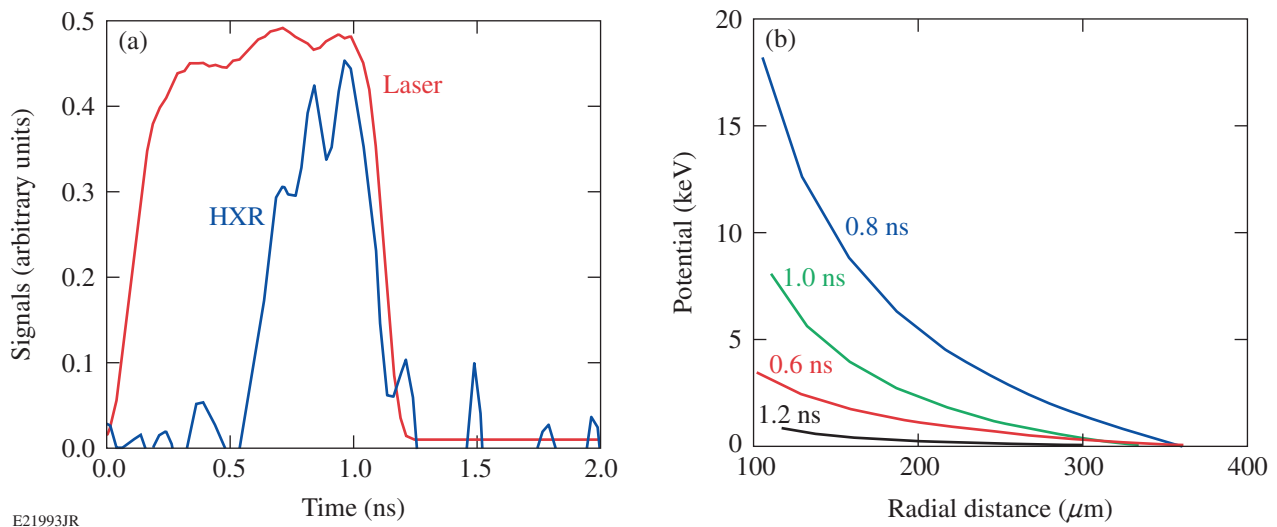 (a)
Signals (arbitrary units)
0.5
0.4
0.3
0.2
0.1
0.0
Laser
HXR
0.0 0.5 1.0 1.5 2.0
Time (ns)
(b)
Potential (keV)
20
15
10
5
0
0.8 ns
1.0 ns
0.6 ns
1.2 ns
100 200 300 400
Radial distance (μm)
E21993JR